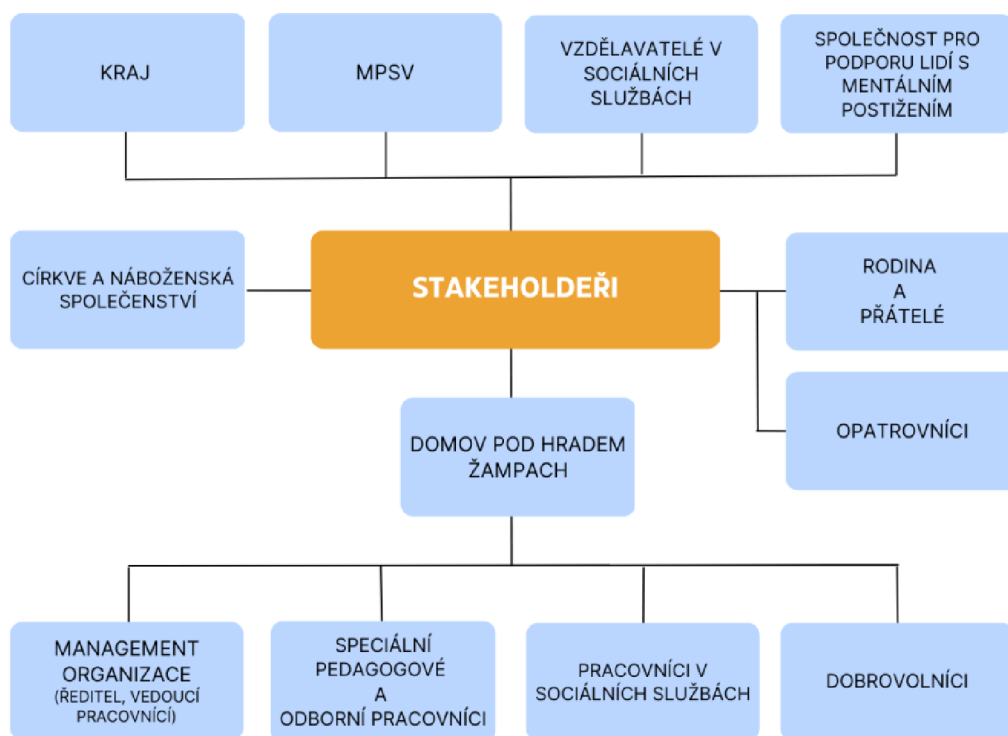 KRAJ
MPSV
VZDĚLAVATELÉ V
SOCIÁLNÍCH
SLUŽBÁCH
SPOLEČNOST PRO
PODPORU LIDÍ S
MENTÁLNÍM
POSTIŽENÍM
CÍRKVE A NÁBOŽENSKÁ
SPOLEČENSTVÍ
STAKEHOLDEŘI
RODINA
A
PŘÁTELÉ
OPATROVNÍCI
DOMOV POD HRADEM
ŽAMPACH
MANAGEMENT
ORGANIZACE
(ŘEDITEL, VEDOUCÍ
PRACOVNÍCÍ)
SPECIÁLNÍ
PEDAGOGOVÉ
A
ODBORNÍ PRACOVNÍCI
PRACOVNÍCI V
SOCIÁLNÍCH SLUŽBÁCH
DOBROVOLNÍCI